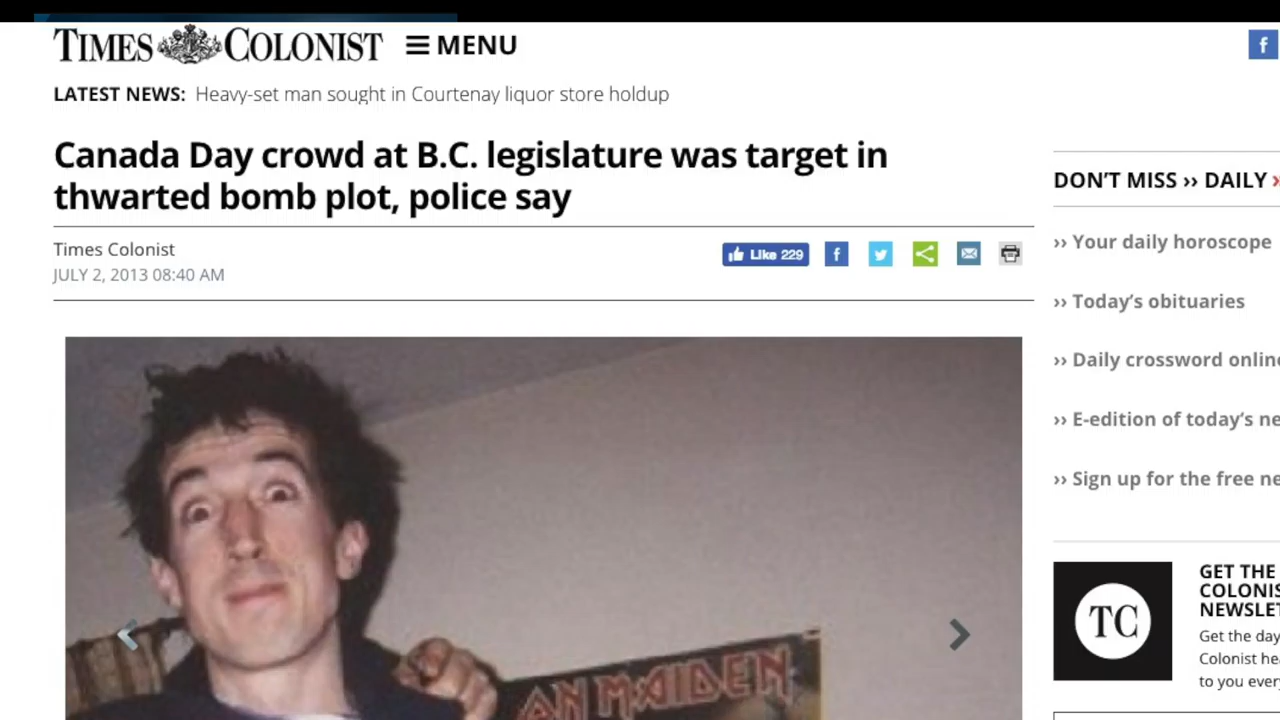 TIMES COLONIST
MENU
f
LATEST NEWS: Heavy-set man sought in Courtenay liquor store holdup
Canada Day crowd at B.C. legislature was target in
thwarted bomb plot, police say
Times Colonist
JULY 2, 2013 08:40 AM
Like 229
f
DON'T MISS ›› DAILY ›
›› Your daily horoscope
›› Today's obituaries
›› Daily crossword online
›› E-edition of today's ne
›› Sign up for the free ne
TC
GET THE
COLONIS
NEWSLET
Get the day
Colonist hea
to you every
MAIDEN